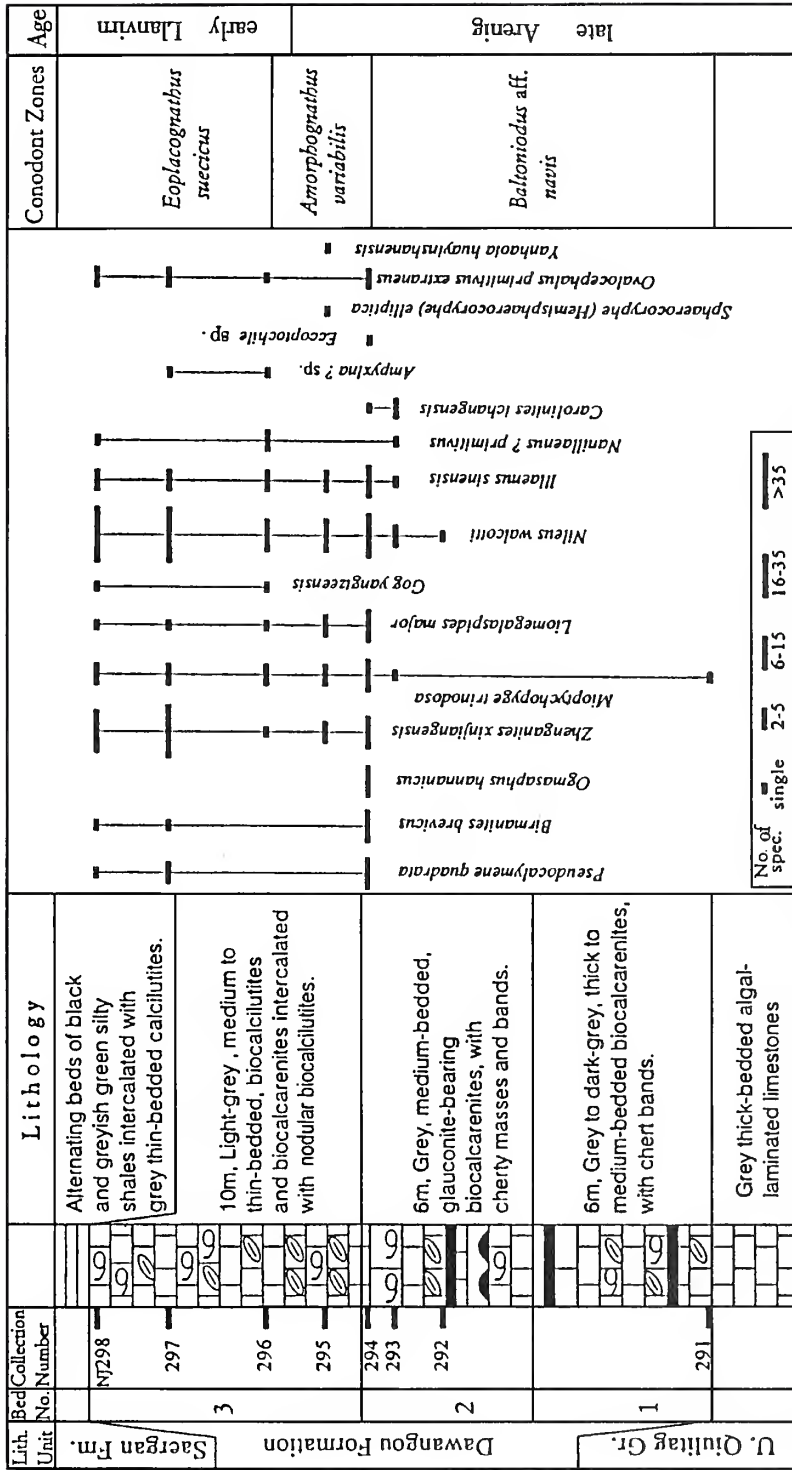 Lith. Unit
Bed No.
Collection Number
Lithology
Conodont Zones
Age
Saergan Fm.
Dawangou Formation
U. Qiulitag Gr.
3
2
1
NJ298
297
296
295
294
293
292
291
Alternating beds of black
and greyish green silty
shales intercalated with
grey thin-bedded calcilutites.
10m, Light-grey, medium to
thin-bedded, biocalcilutites
and biocalcarenites intercalated
with nodular biocalcilutites.
6m, Grey, medium-bedded,
glauconite-bearing
biocalcarenites, with
cherty masses and bands.
6m, Grey to dark-grey, thick to
medium-bedded biocalcarenites,
with chert bands.
Grey thick-bedded algal-
laminated limestones
Pseudocalymene quadrata
Birmanites brevicus
Ogmasaphus hannanicus
Zhenganites xinjiangensis
Mioptychopyge trinodosa
Liomegalaspides major
Gog yangtzeensis
Nileus walcotti
Illaenus sinensis
Nanillaenus ? primitivus
Carolinites ichangensis
Ampyxina ? sp.
Eccoptochile sp.
Sphaerocoryphe (Hemisphaerocoryphe) elliptica
Ovalocephalus primitivus extraneus
Yanhaola huayinshanensis
No. of spec.
single
2-5
6-15
16-35
>35
Eoplacognathus
suecicus
Amorphognathus
variabilis
Baltoniodus aff.
navis
early Llanvirn
late Arenig